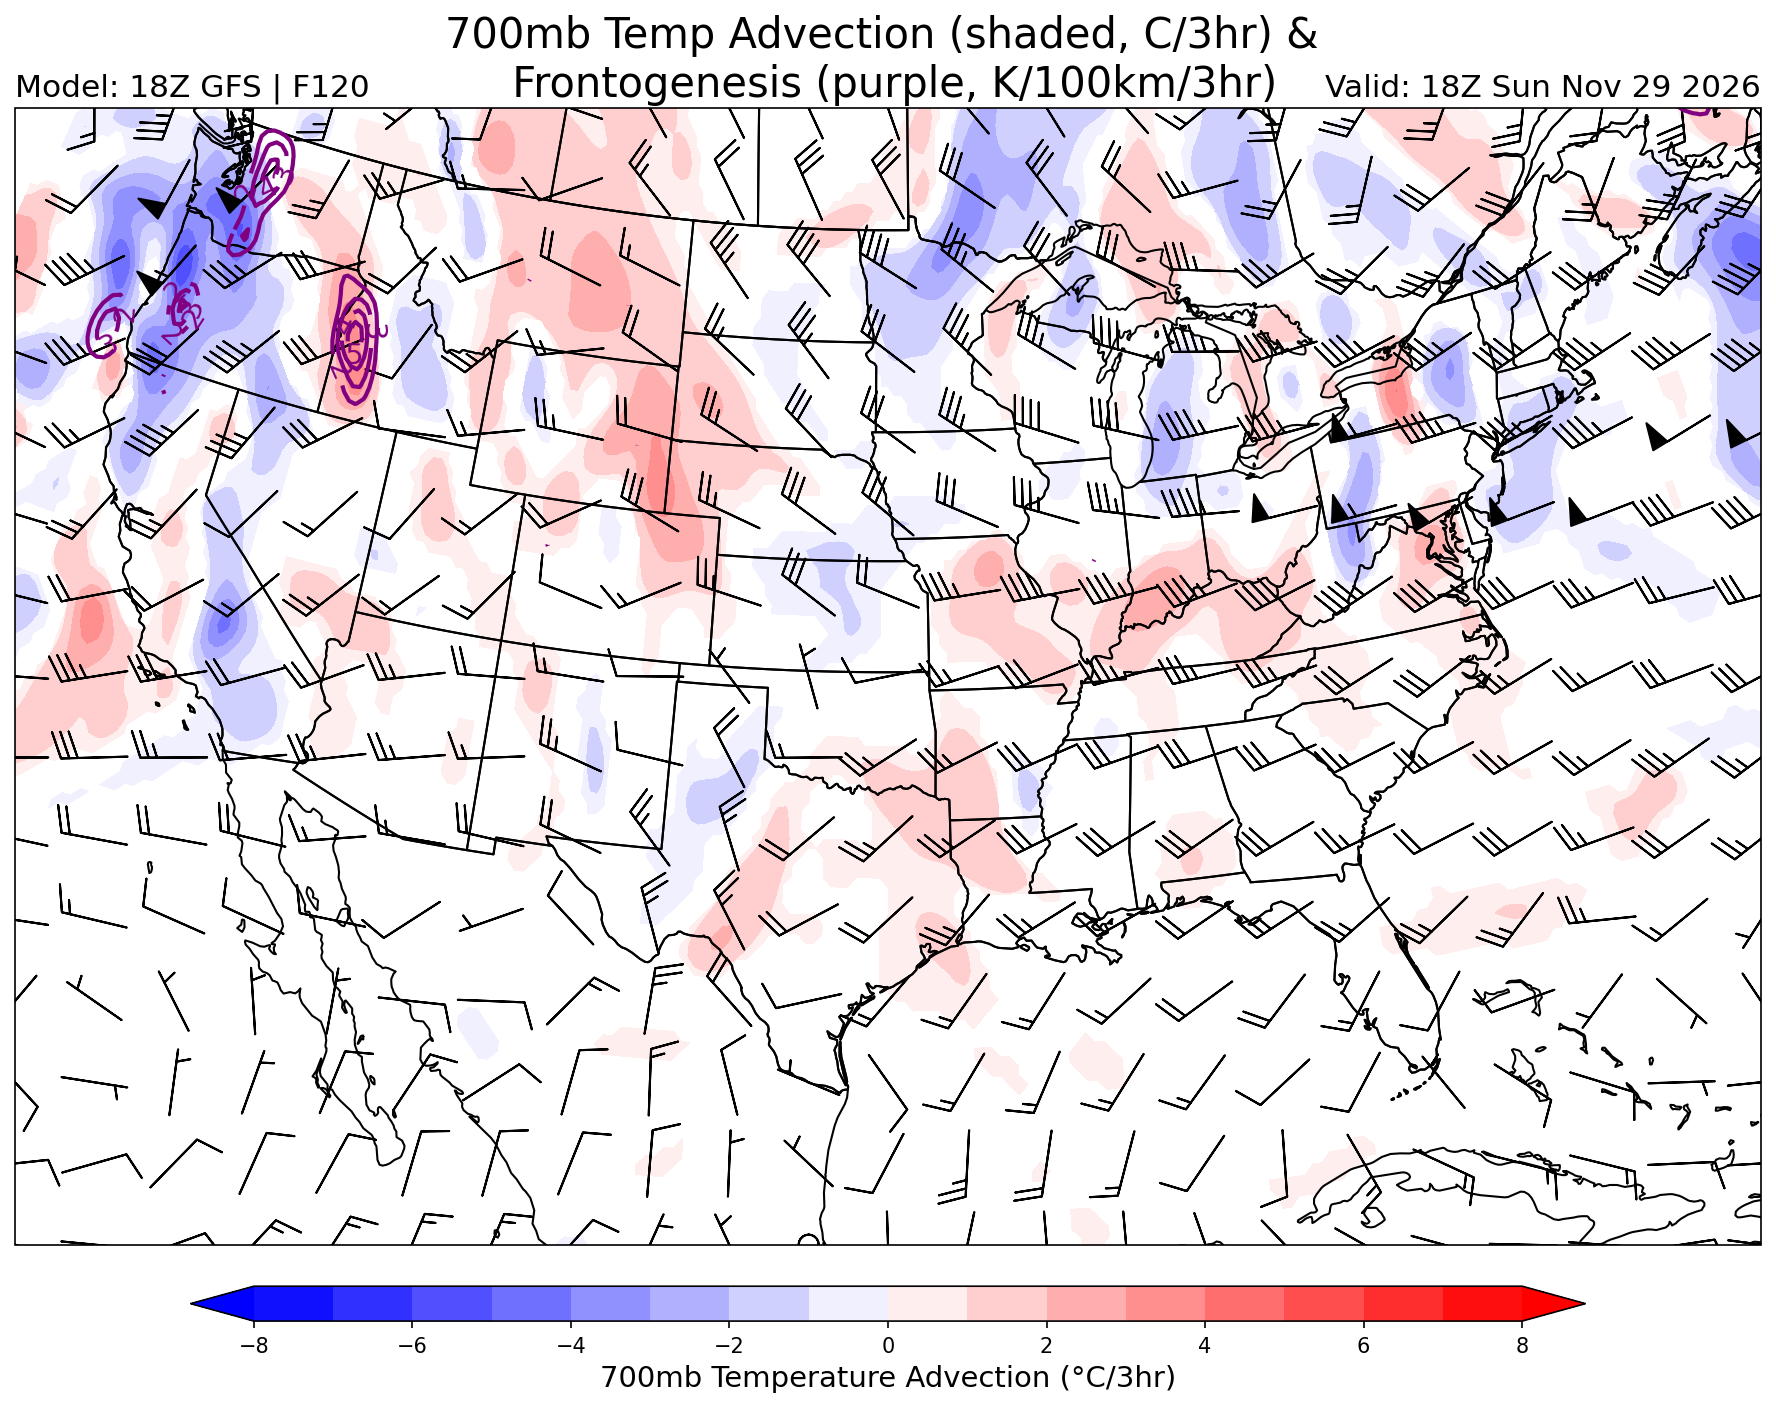 700mb Temp Advection (shaded, C/3hr) &
Model: 18Z GFS | F120
Frontogenesis (purple, K/100km/3hr)
Valid: 18Z Sun Nov 29 2026
−8 −6 −4 −2 0 2 4 6 8
700mb Temperature Advection (°C/3hr)